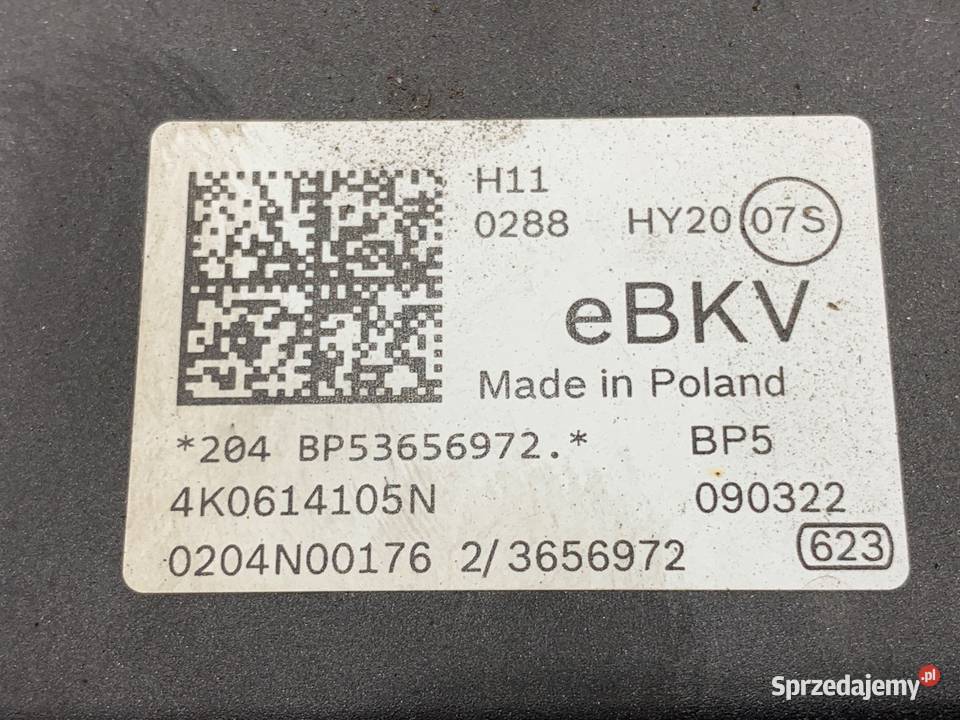 H11
0288 HY20 07S
eBKV
Made in Poland
*204 BP53656972.* BP5
4K0614105N 090322
0204N00176 2/3656972 623
Sprzedajemy.pl